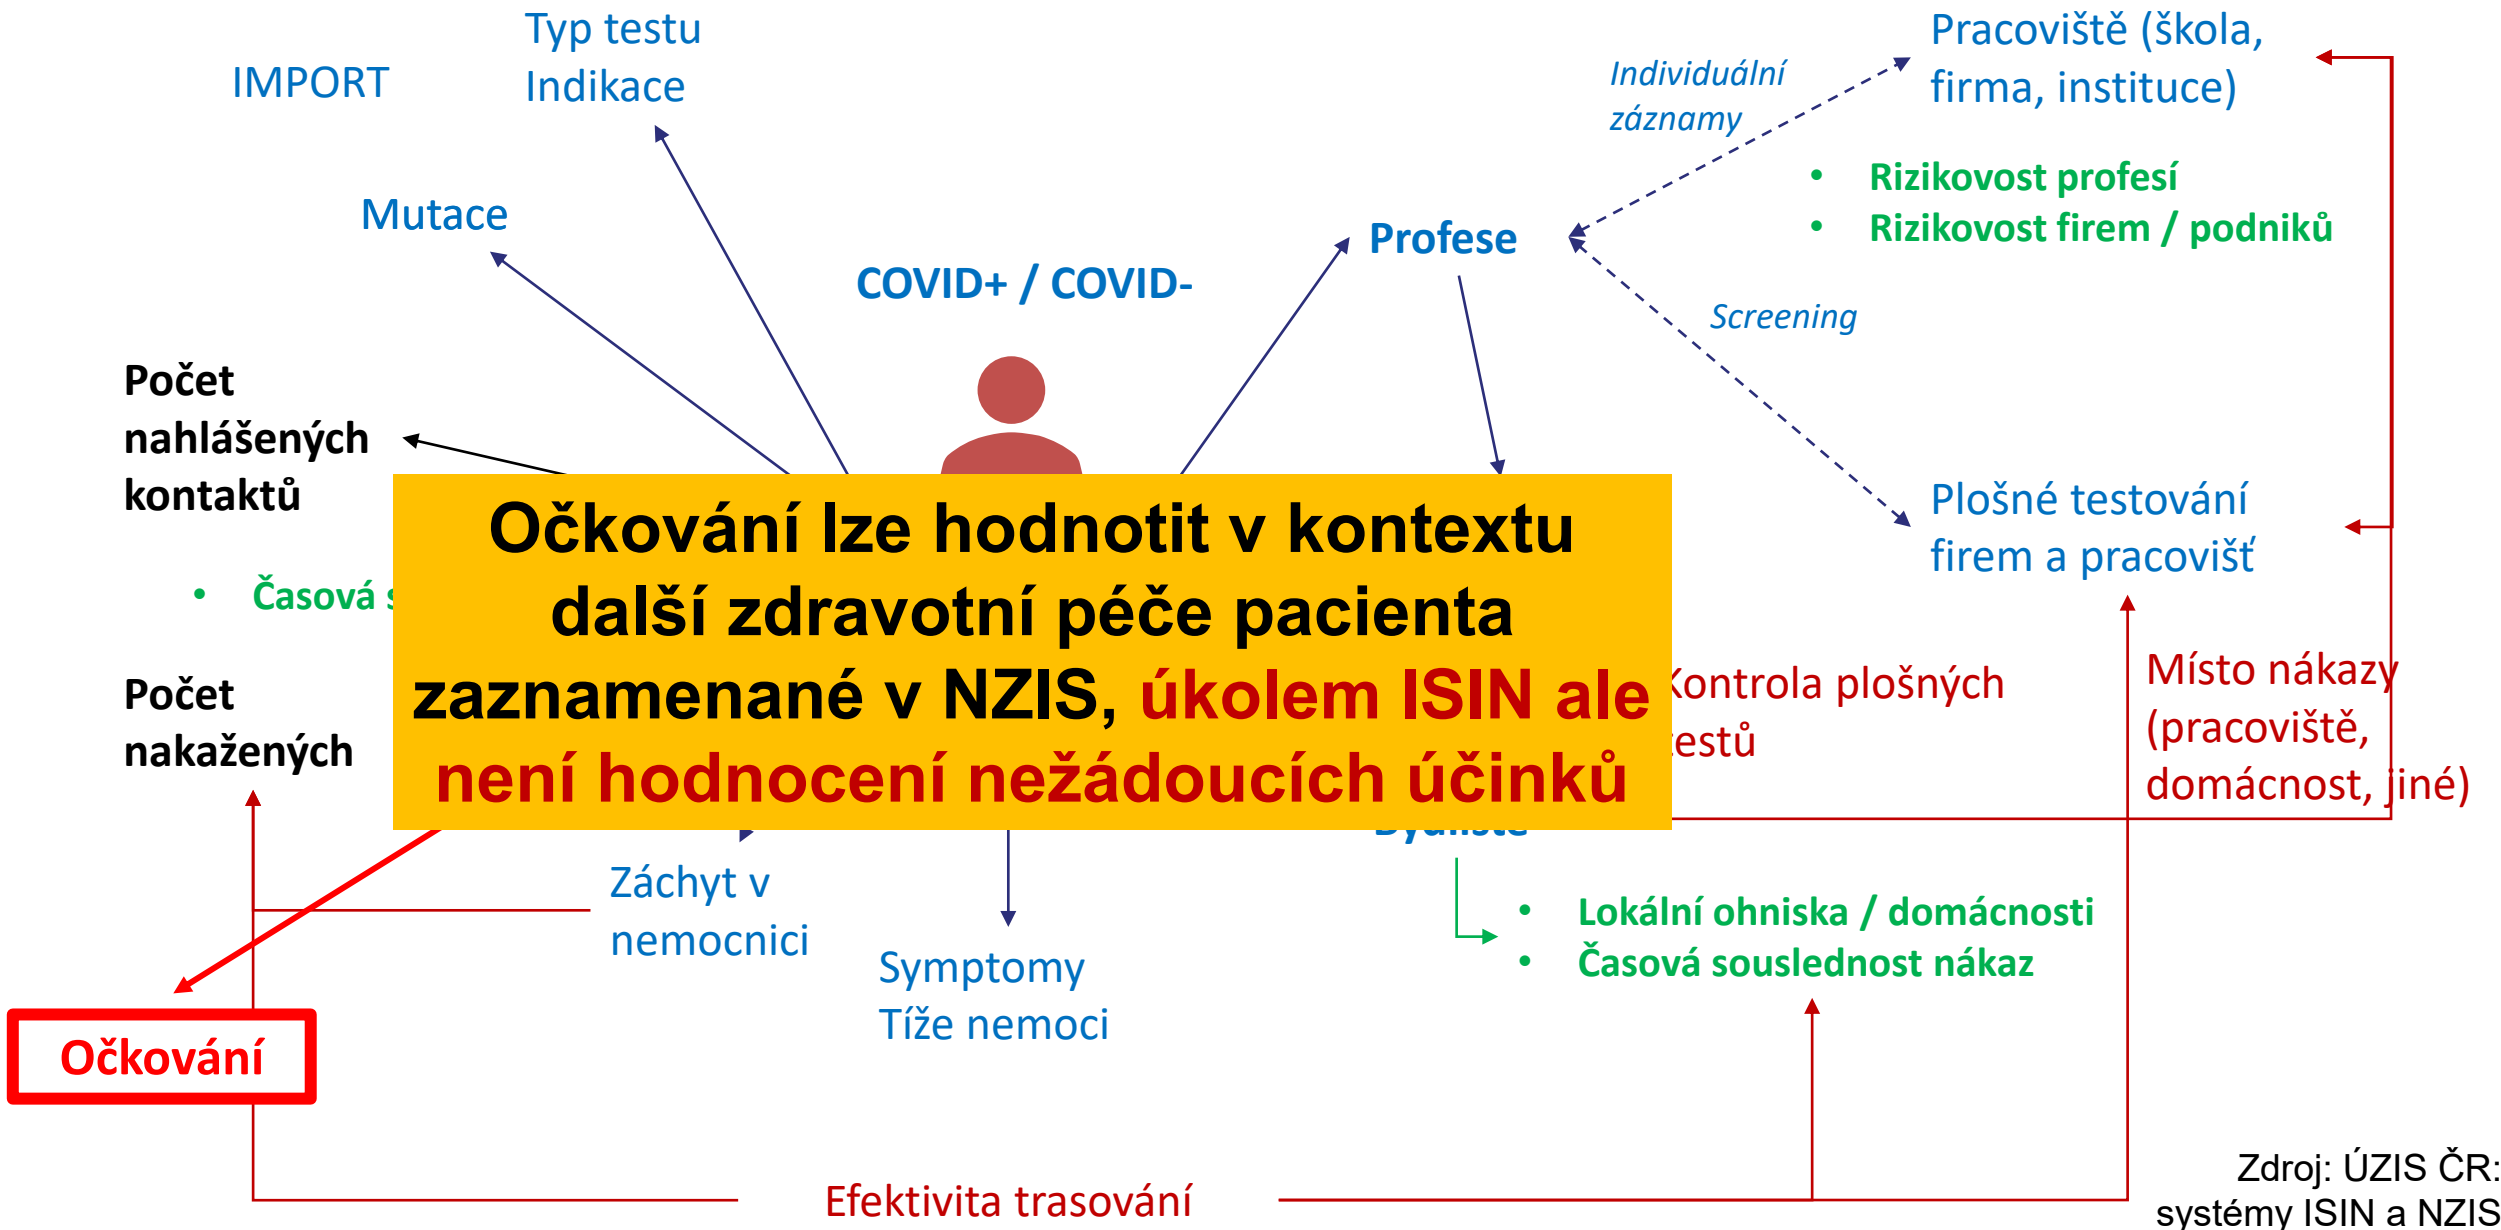 Typ testu
Indikace
IMPORT
Mutace
COVID+ / COVID-
Profese
Individuální
záznamy
Pracoviště (škola,
firma, instituce)
• Rizikovost profesí
• Rizikovost firem / podniků
Screening
Počet
nahlášených
kontaktů
Plošné testování
firem a pracovišť
• Časová
Očkování lze hodnotit v kontextu
další zdravotní péče pacienta
zaznamenané v NZIS, úkolem ISIN ale
není hodnocení nežádoucích účinků
Počet
nakažených
Kontrola plošných
testů
Místo nákazy
(pracoviště,
domácnost, jiné)
Záchyt v
nemocnici
Symptomy
Tíže nemoci
• Lokální ohniska / domácnosti
• Časová souslednost nákaz
Očkování
Efektivita trasování
Zdroj: ÚZIS ČR:
systémy ISIN a NZIS